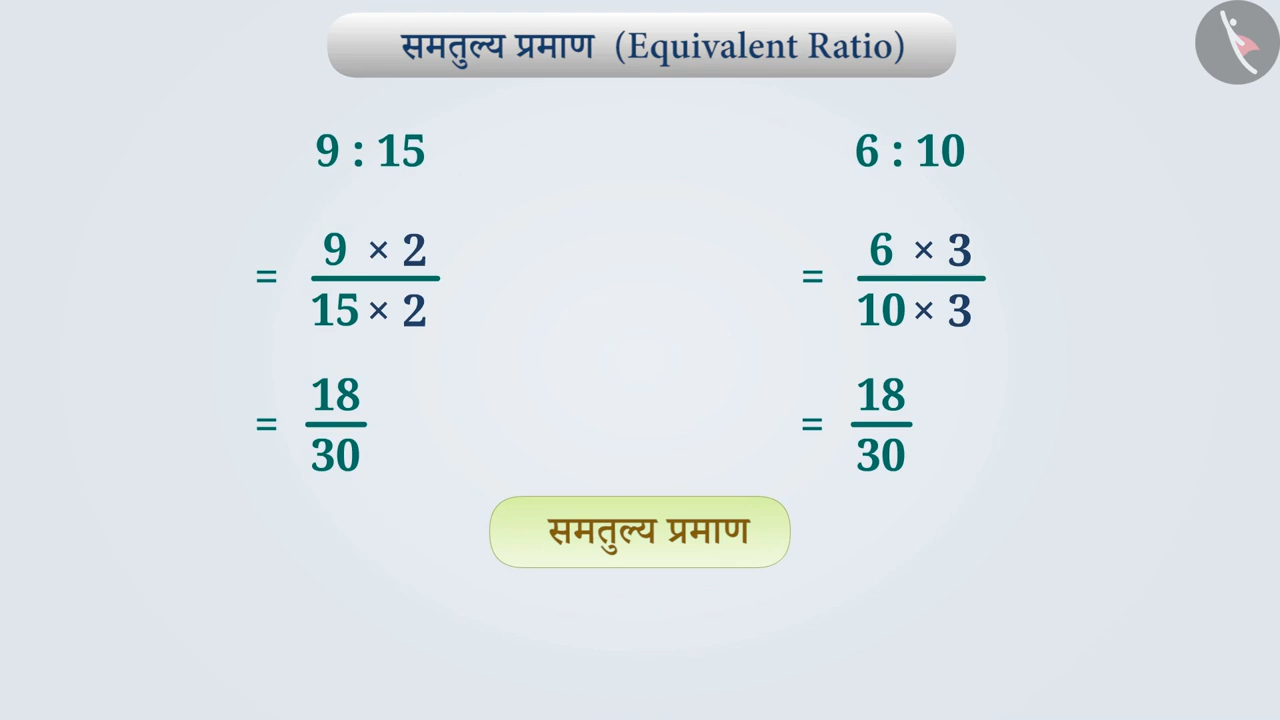 समतुल्य प्रमाण (Equivalent Ratio)
9 : 15
= 9 × 2
15 × 2
= 18
30
6 : 10
= 6 × 3
10 × 3
= 18
30
समतुल्य प्रमाण